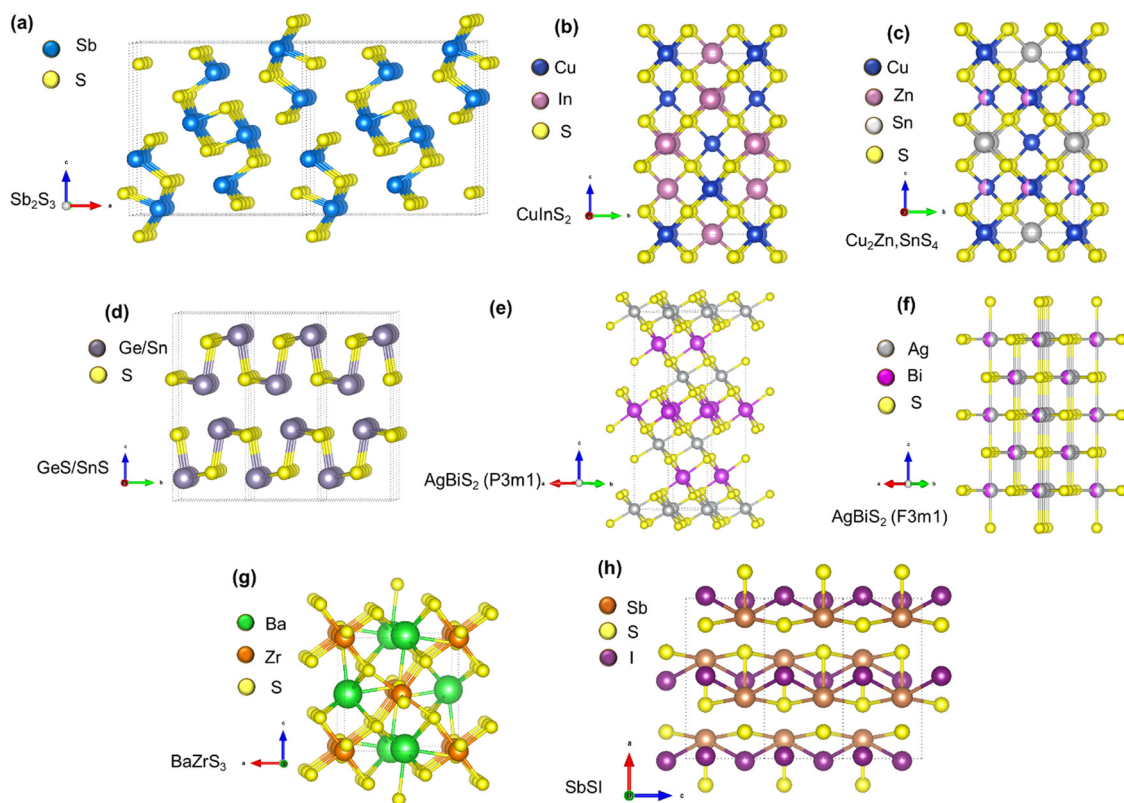 (a)
Sb
S
c
a
Sb₂S₃
(b)
Cu
In
S
c
b
CuInS₂
(c)
Cu
Zn
Sn
S
c
b
Cu₂Zn,SnS₄
(d)
Ge/Sn
S
c
b
GeS/SnS
(e)
c
a
b
AgBiS₂ (P3m1)
(f)
Ag
Bi
S
c
a
b
AgBiS₂ (F3m1)
(g)
Ba
Zr
S
c
a
BaZrS₃
(h)
Sb
S
I
a
c
SbSI